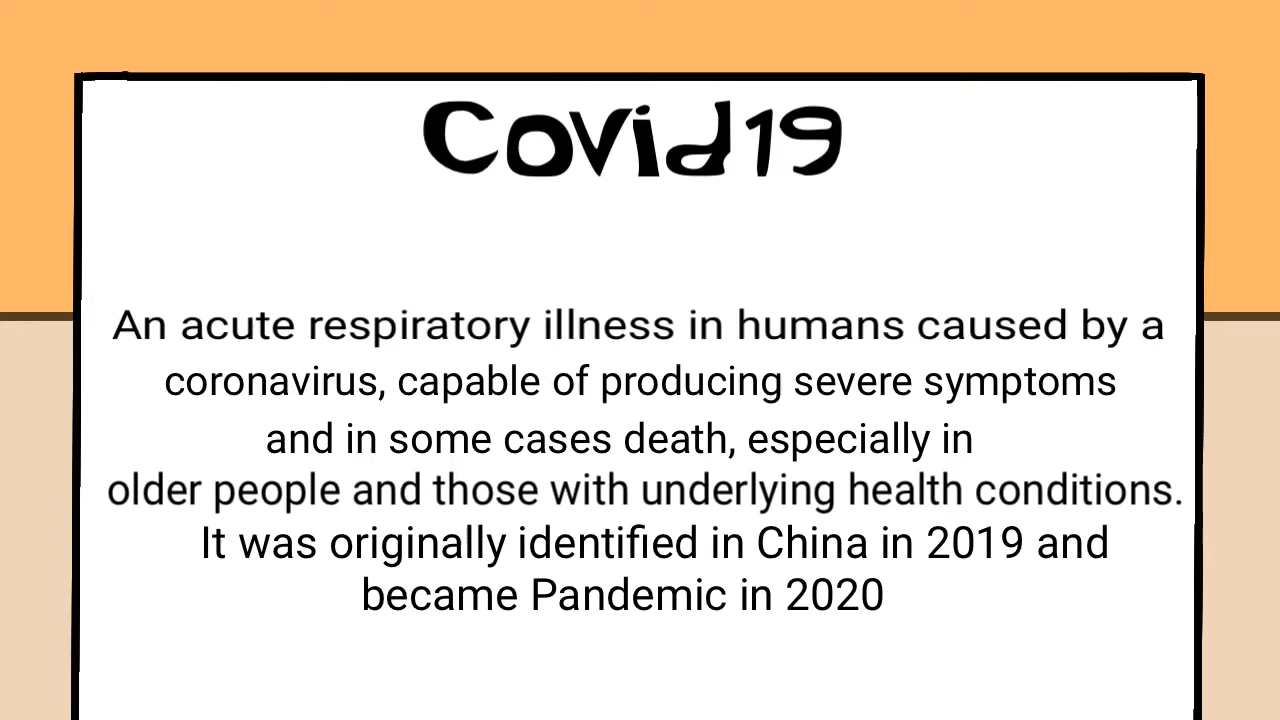 Covid19
An acute respiratory illness in humans caused by a
coronavirus, capable of producing severe symptoms
and in some cases death, especially in
older people and those with underlying health conditions.
It was originally identified in China in 2019 and
became Pandemic in 2020